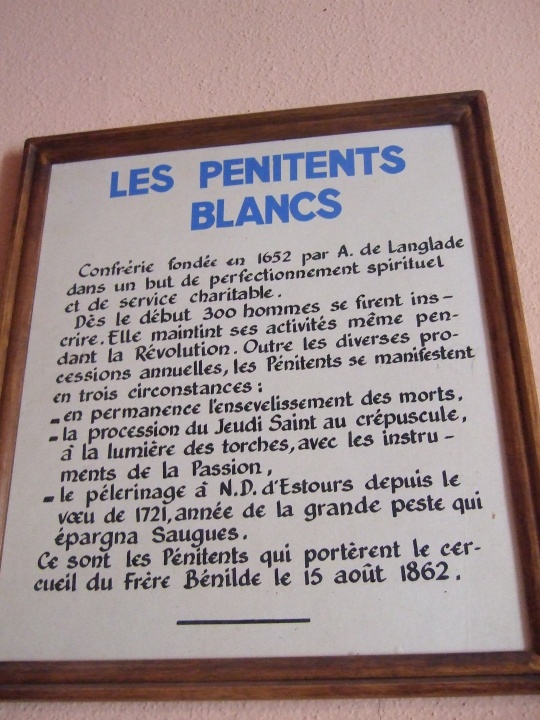 LES PENITENTS
BLANCS
Confrérie fondée en 1652 par A. de Langlade
dans un but de perfectionnement spirituel
et de service charitable.
Dès le début 300 hommes se firent ins-
crire. Elle maintint ses activités même pen-
dant la Révolution. Outre les diverses pro-
cessions annuelles, les Pénitents se manifestent
en trois circonstances :
- en permanence l'ensevelissement des morts,
- la procession du Jeudi Saint au crépuscule,
à la lumière des torches, avec les instru-
ments de la Passion,
- le pélerinage à N.D. d'Estours depuis le
vœu de 1721, année de la grande peste qui
épargna Saugues.
Ce sont les Pénitents qui portèrent le cer-
cueil du Frère Bénilde le 15 août 1862.